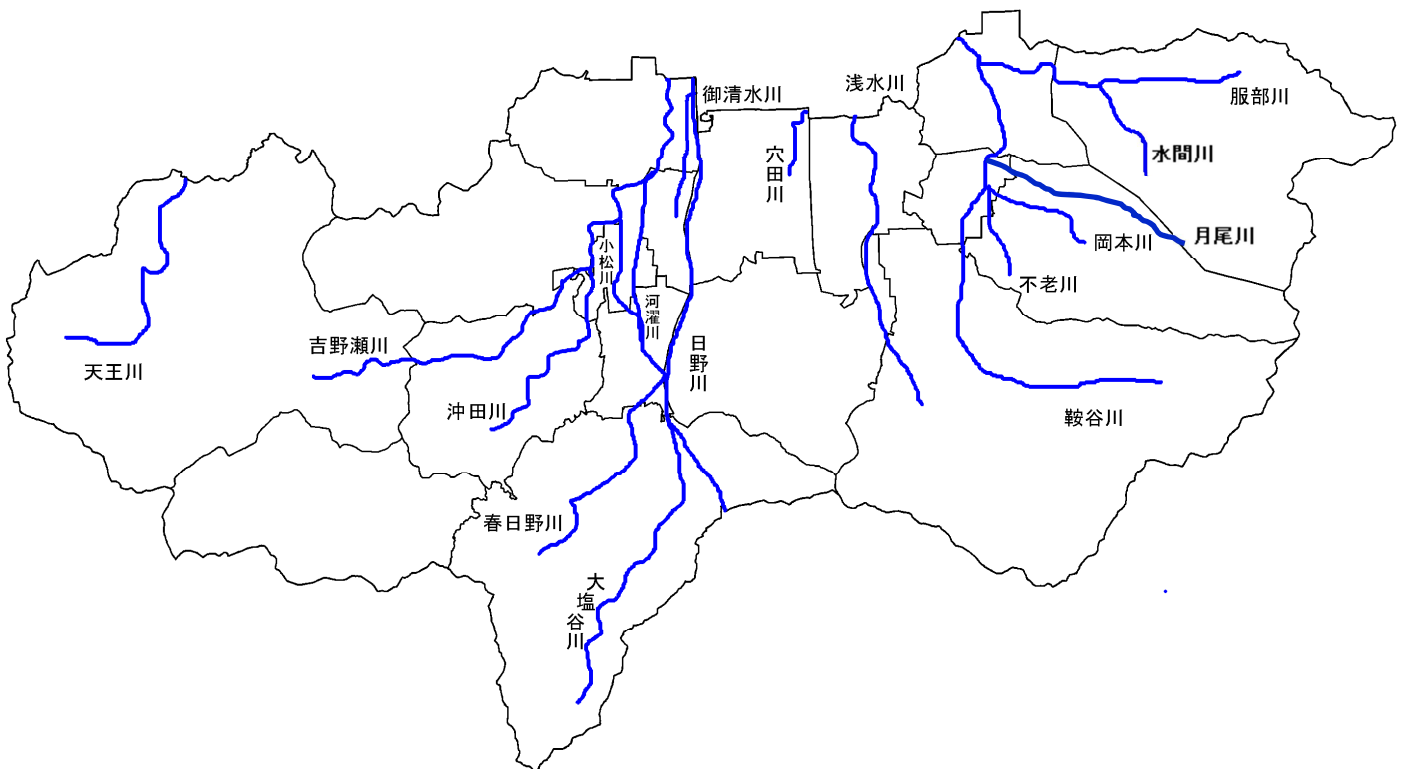 御清水川
浅水川
服部川
水間川
穴田川
月尾川
岡本川
小松川
不老川
河濯川
吉野瀬川
日野川
天王川
沖田川
鞍谷川
春日野川
大塩谷川